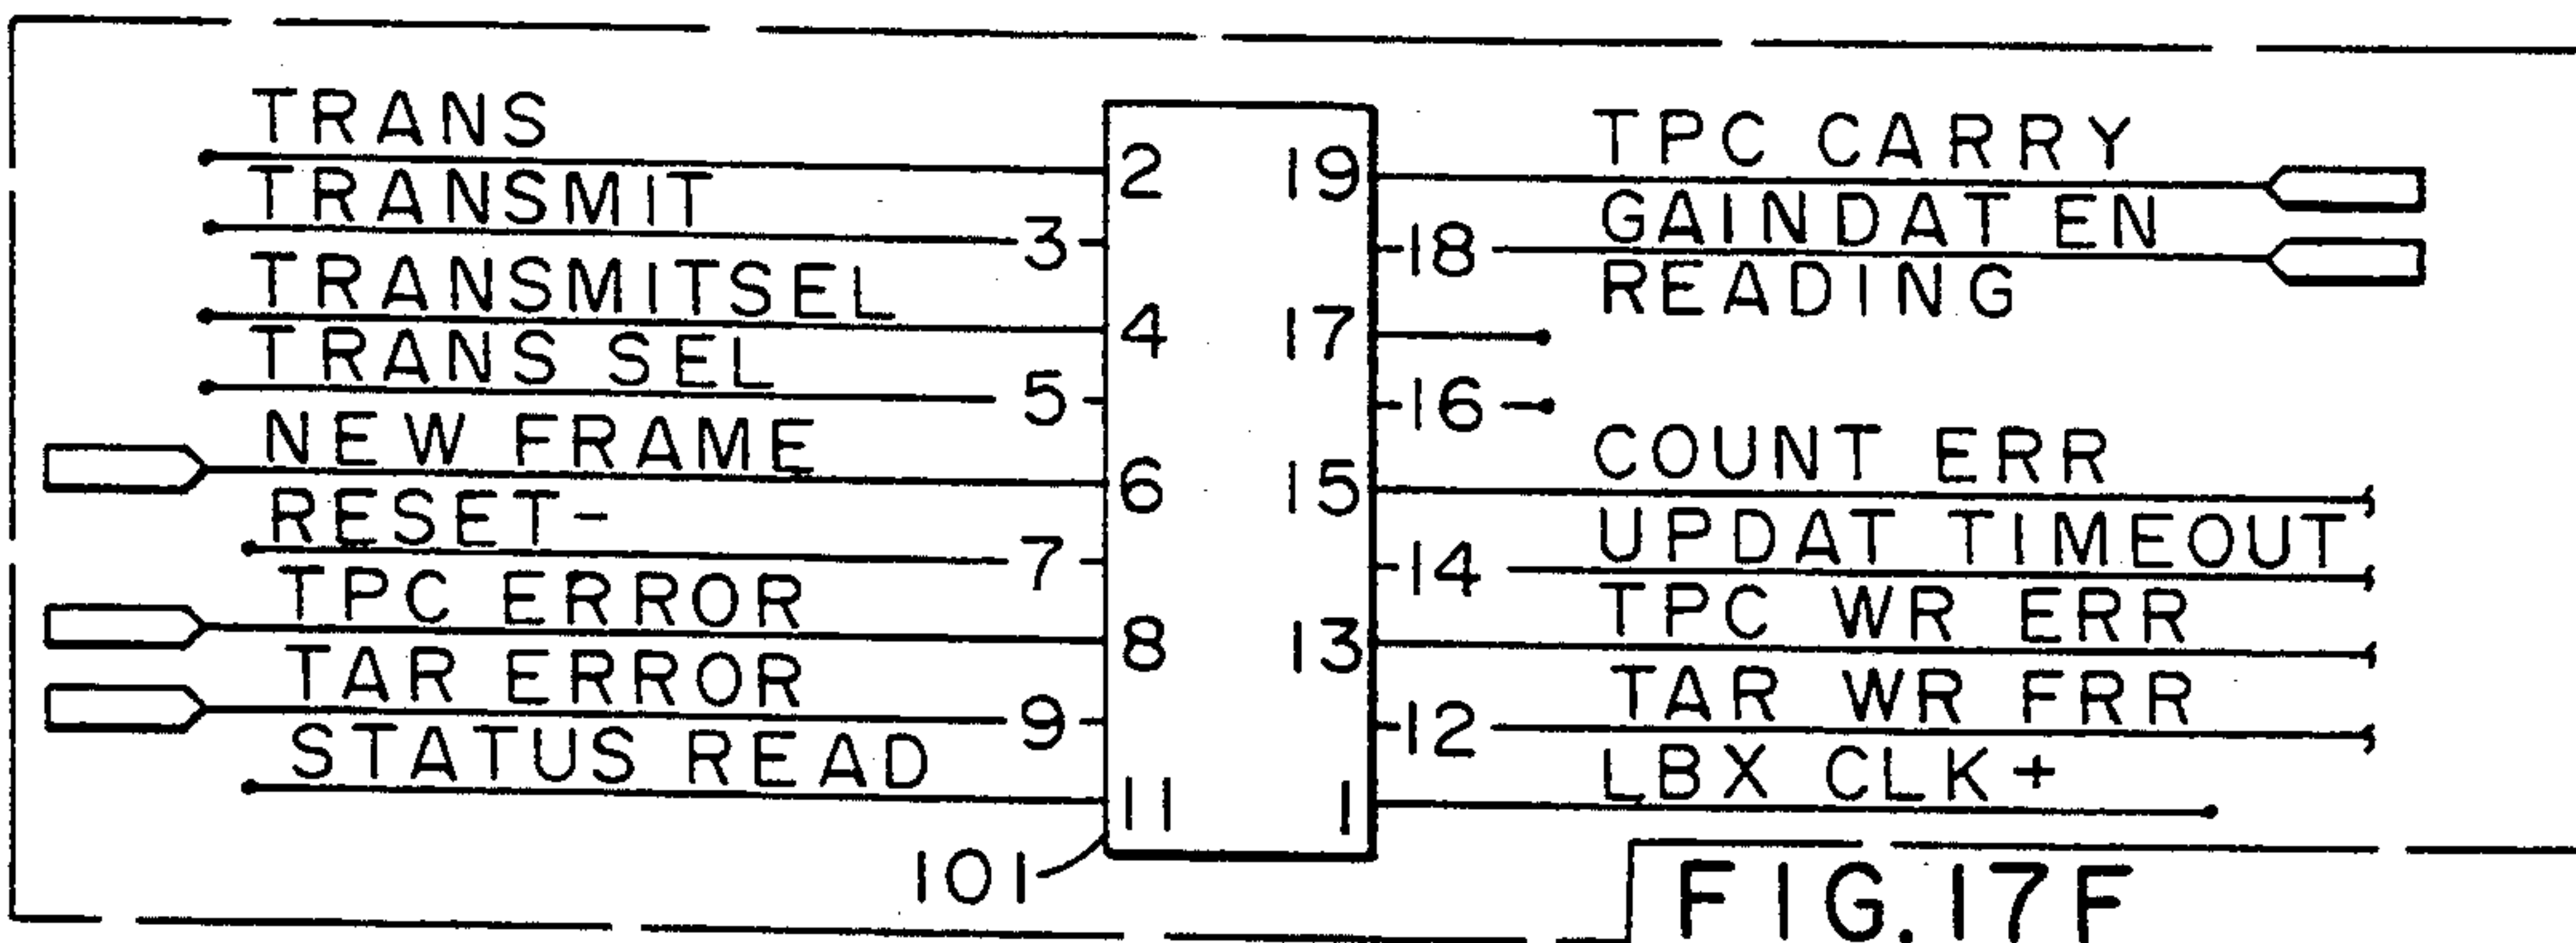 TRANS
2
TRANSMIT
3
TRANSMITSEL
4
TRANS SEL
5
NEW FRAME
6
RESET-
7
TPC ERROR
8
TAR ERROR
9
STATUS READ
11
101
19
TPC CARRY
18
GAINDAT EN
17
READING
16
15
COUNT ERR
14
UPDAT TIMEOUT
13
TPC WR ERR
12
TAR WR FRR
1
LBX CLK+
FIG. 17F